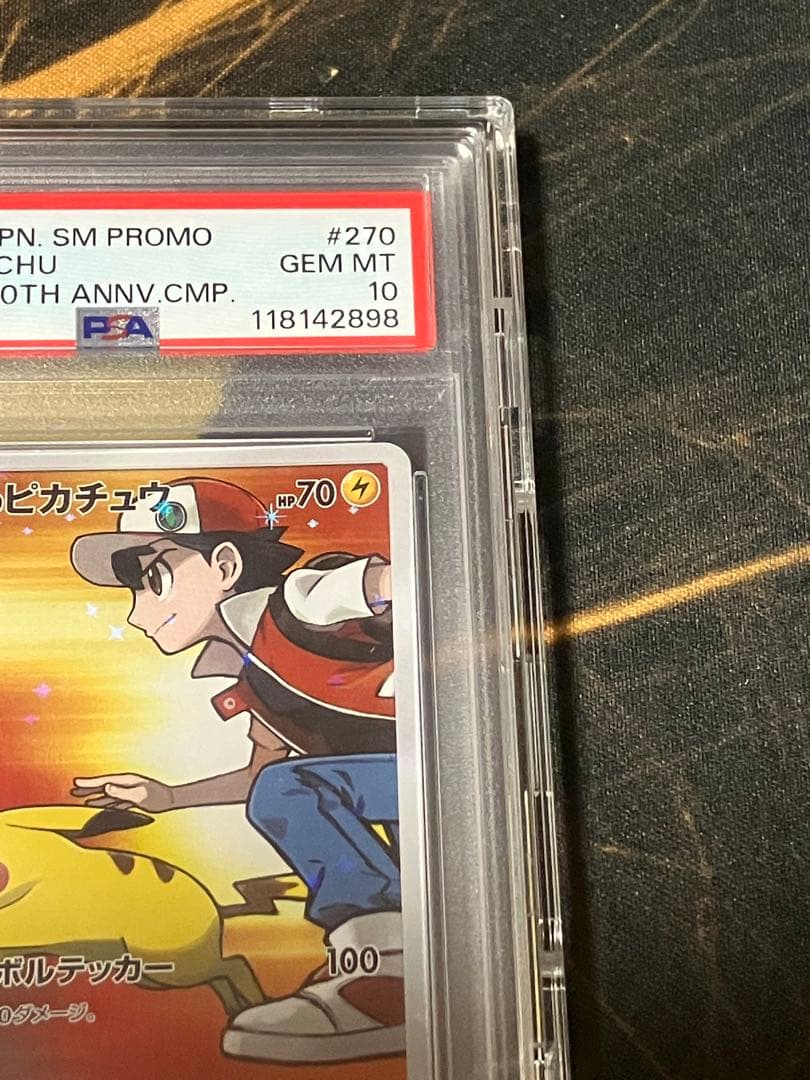 PN. SM PROMO #270
CHU GEM MT
0TH ANNV.CMP. 10
PSA 118142898
ピカチュウ HP70
ボルテッカー 100
0ダメージ。